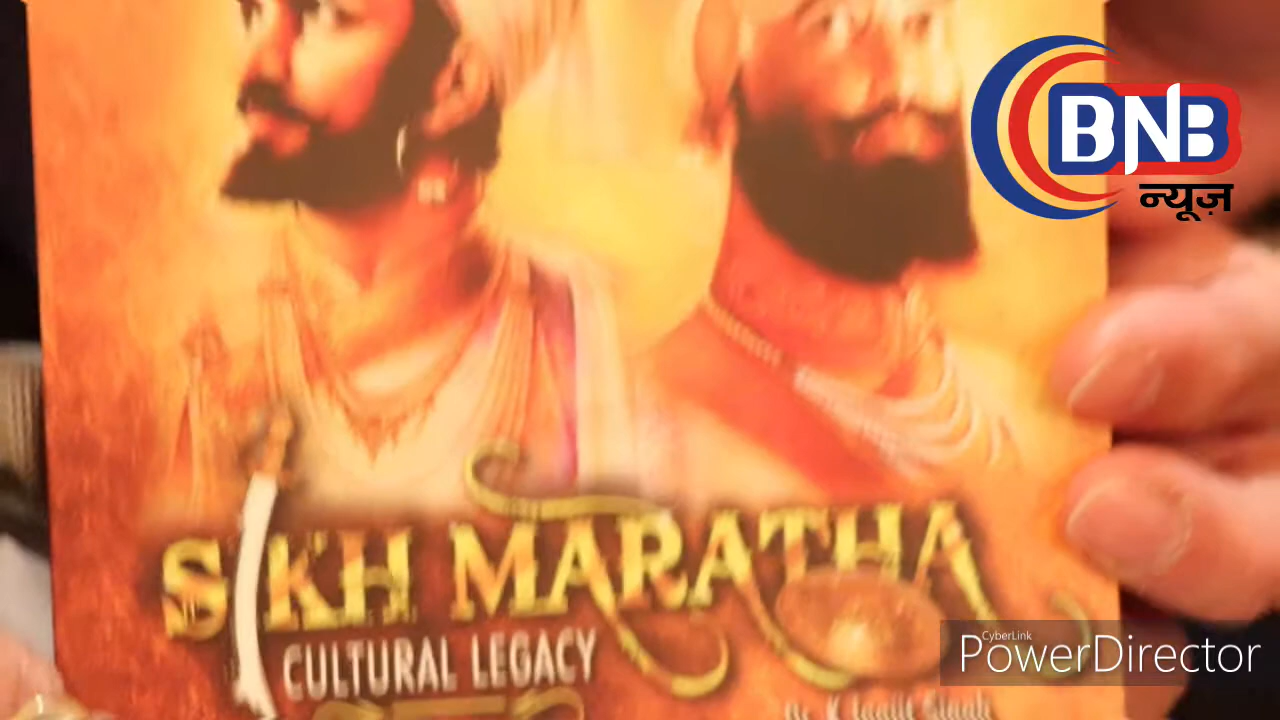 BNB
न्यूज़
SIKH MARATHA
CULTURAL LEGACY
CyberLink
PowerDirector